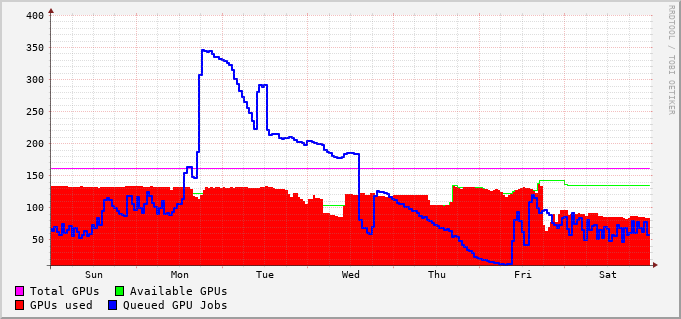 400
350
300
250
200
150
100
50
Sun Mon Tue Wed Thu Fri Sat
Total GPUs Available GPUs
GPUs used Queued GPU Jobs
RRDTOOL / TOBI OETIKER